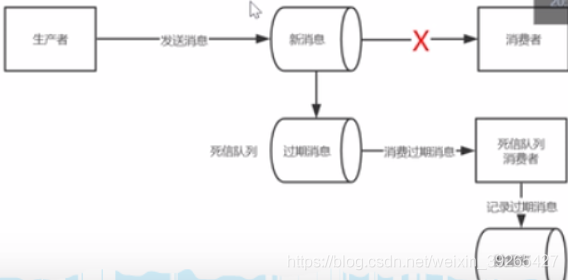 生产者
发送消息
新消息
X
消费者
死信队列
过期消息
消费过期消息
死信队列
消费者
记录过期消息
https://blog.csdn.net/weixin_